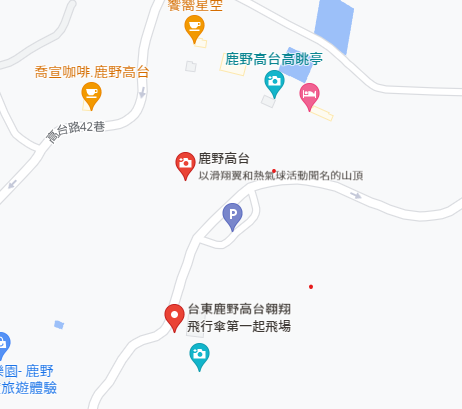 饗嚮星空
鹿野高台高眺亭
喬宣咖啡.鹿野高台
高台路42巷
鹿野高台
以滑翔翼和熱氣球活動聞名的山頂
P
台東鹿野高台翱翔
飛行傘第一起飛場
樂園- 鹿野
旅遊體驗